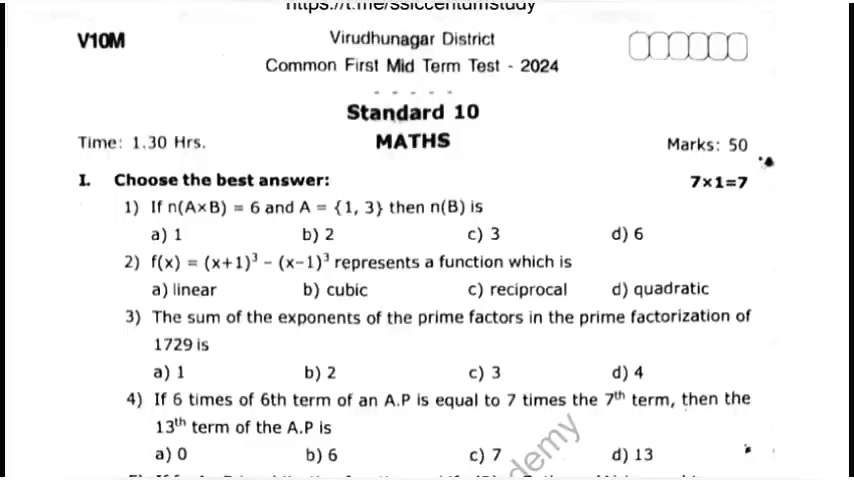 https://t.me/sslccentumstudy
V10M
Virudhunagar District
Common First Mid Term Test - 2024
Standard 10
Time: 1.30 Hrs.
MATHS
Marks: 50
I. Choose the best answer: 7×1=7
1) If n(A×B) = 6 and A = {1, 3} then n(B) is
a) 1 b) 2 c) 3 d) 6
2) f(x) = (x+1)³ – (x–1)³ represents a function which is
a) linear b) cubic c) reciprocal d) quadratic
3) The sum of the exponents of the prime factors in the prime factorization of
1729 is
a) 1 b) 2 c) 3 d) 4
4) If 6 times of 6th term of an A.P is equal to 7 times the 7th term, then the
13th term of the A.P is
a) 0 b) 6 c) 7 d) 13
demy